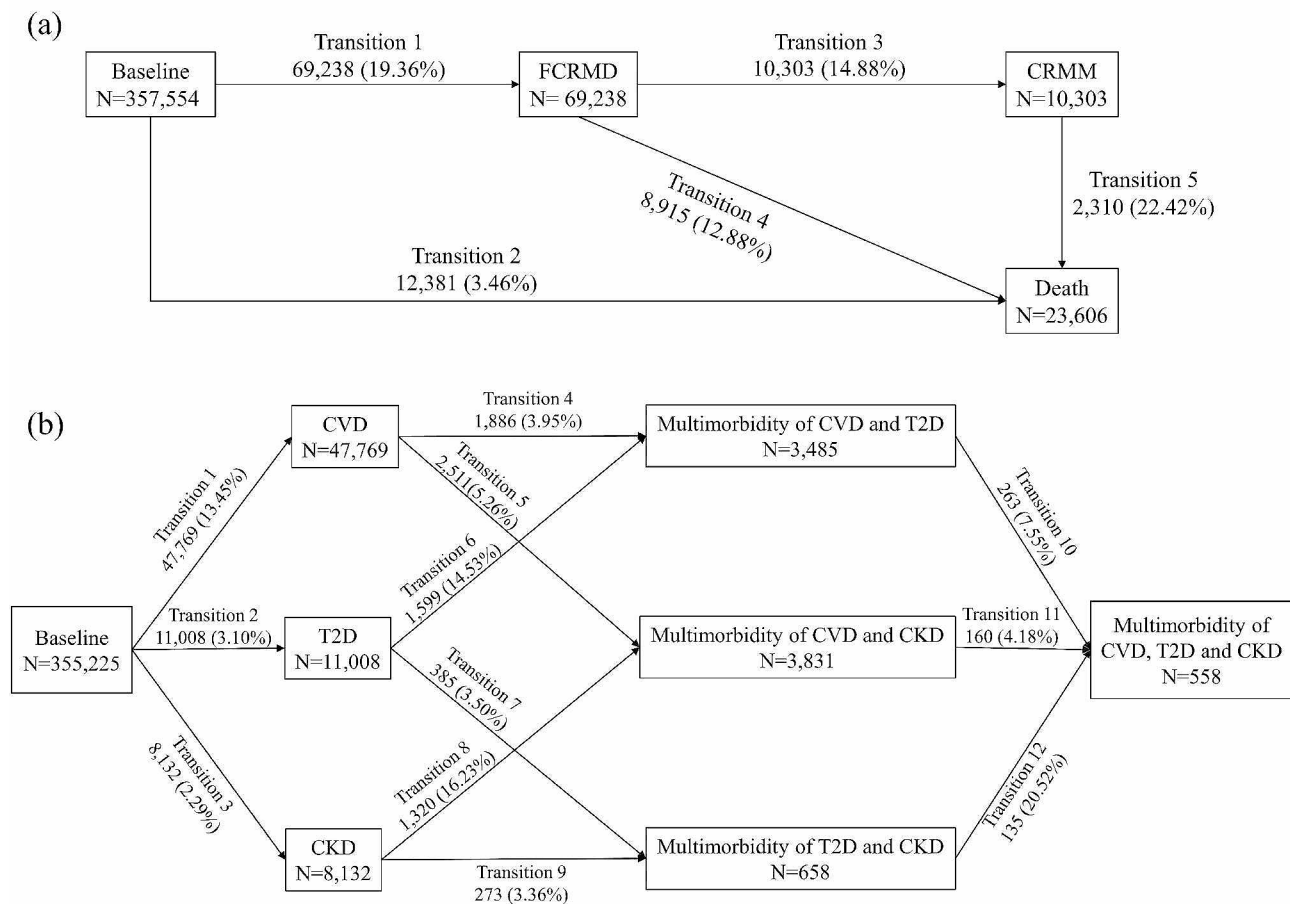 (a)
Transition 1
69,238 (19.36%)
Transition 3
10,303 (14.88%)
Baseline
N=357,554
FCRMD
N= 69,238
CRMM
N=10,303
Transition 4
8,915 (12.88%)
Transition 5
2,310 (22.42%)
Transition 2
12,381 (3.46%)
Death
N=23,606
(b)
CVD
N=47,769
Transition 4
1,886 (3.95%)
Multimorbidity of CVD and T2D
N=3,485
Transition 1
47,769 (13.45%)
Transition 5
2,511(5.26%)
Transition 10
263 (7.55%)
Transition 6
1,599 (14.53%)
Baseline
N=355,225
Transition 2
11,008 (3.10%)
T2D
N=11,008
Multimorbidity of CVD and CKD
N=3,831
Transition 11
160 (4.18%)
Multimorbidity of
CVD, T2D and CKD
N=558
Transition 7
385 (3.50%)
Transition 3
8,132 (2.29%)
Transition 8
1,320 (16.23%)
Transition 12
135 (20.52%)
CKD
N=8,132
Transition 9
273 (3.36%)
Multimorbidity of T2D and CKD
N=658